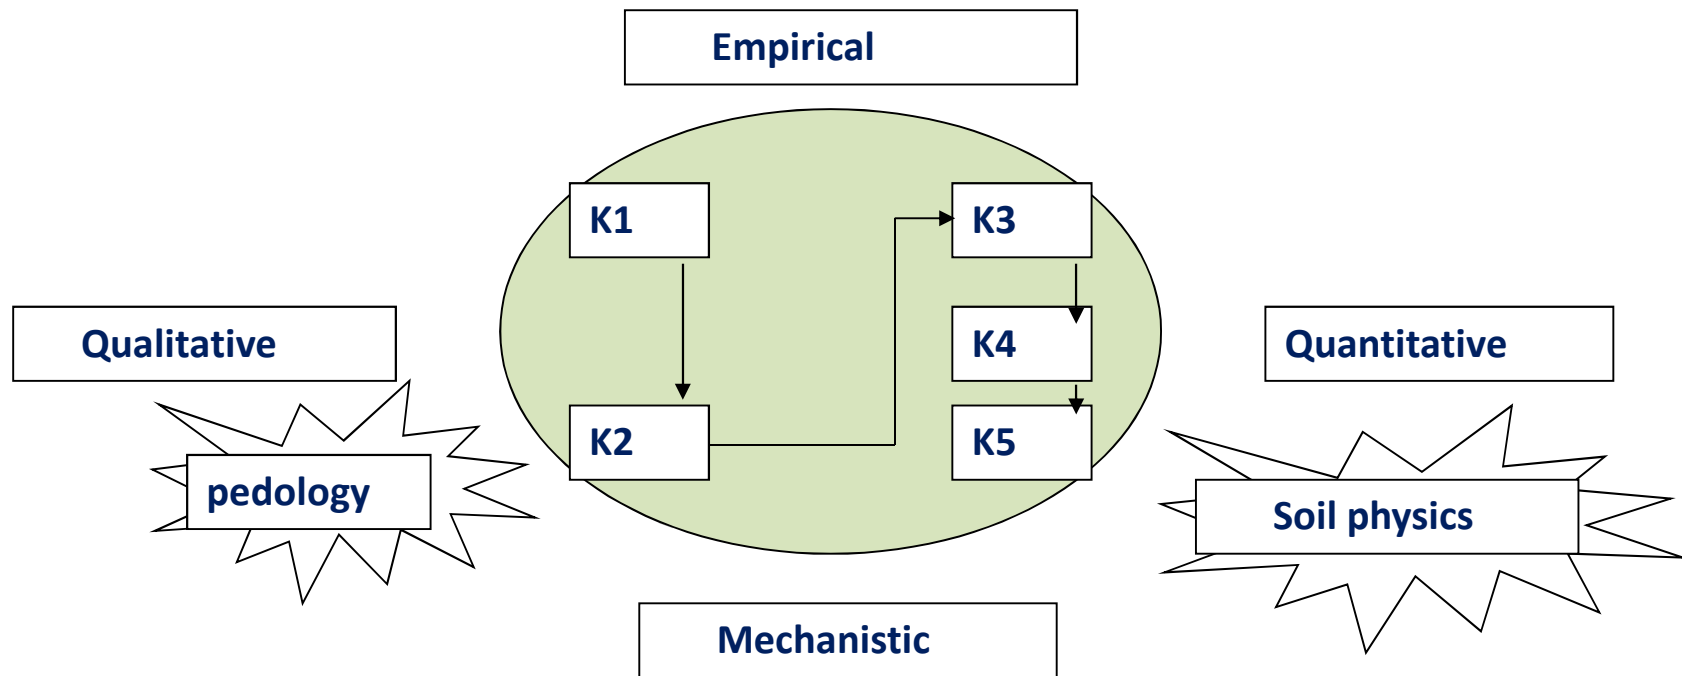 Empirical
K1
K3
Qualitative
K4
Quantitative
K2
K5
pedology
Soil physics
Mechanistic